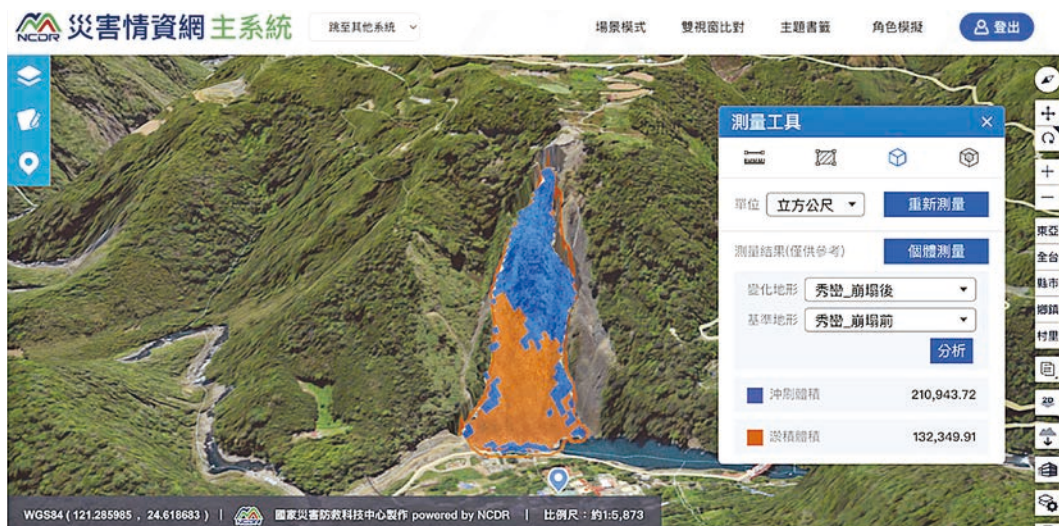 NCDR 災害情資網 主系統 跳至其他系統 場景模式 雙視窗比對 主題書籤 角色模擬 登出
測量工具
單位 立方公尺 重新測量
測量結果(僅供參考) 個體測量
變化地形 秀巒_崩塌後
基準地形 秀巒_崩塌前
分析
沖刷體積 210,943.72
淤積體積 132,349.91
東亞
全台
縣市
鄉鎮
村里
2D
WGS84 ( 121.285985 , 24.618683 ) | NCDR 國家災害防救科技中心製作 powered by NCDR | 比例尺：約1:5,873